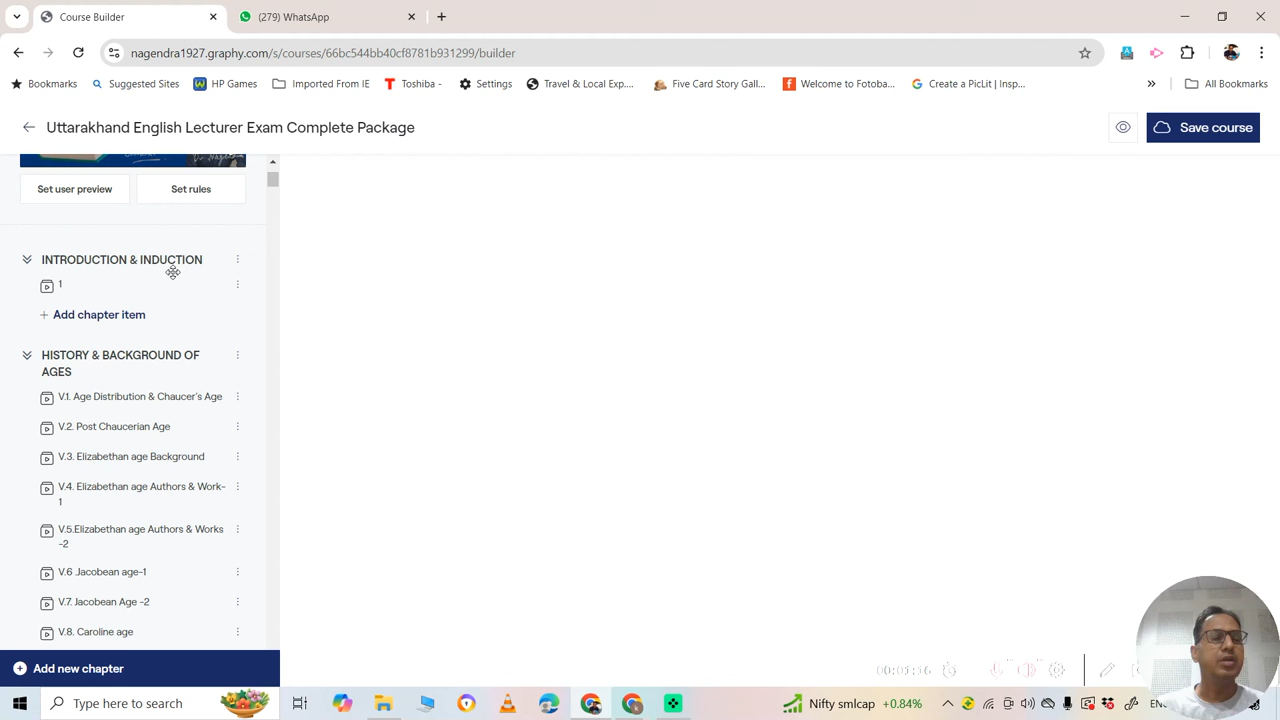 Course Builder
(279) WhatsApp
nagendra1927.graphy.com/s/courses/66bc544bb40cf8781b931299/builder
Bookmarks
Suggested Sites
HP Games
Imported From IE
Toshiba -
Settings
Travel & Local Exp...
Five Card Story Gall...
Welcome to Fotoba...
Create a PicLit | Insp...
All Bookmarks
Uttarakhand English Lecturer Exam Complete Package
Save course
Set user preview
Set rules
INTRODUCTION & INDUCTION
1
+ Add chapter item
HISTORY & BACKGROUND OF
AGES
V.1. Age Distribution & Chaucer's Age
V.2. Post Chaucerian Age
V.3. Elizabethan age Background
V.4. Elizabethan age Authors & Work-
1
V.5.Elizabethan age Authors & Works
-2
V.6 .Jacobean age-1
V.7. Jacobean Age -2
V.8. Caroline age
Add new chapter
Type here to search
Nifty smlcap +0.84%